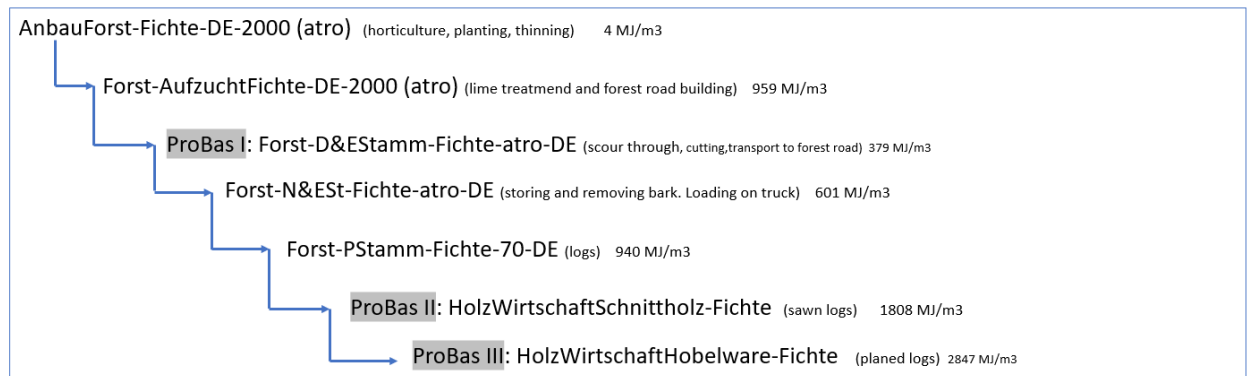 AnbauForst-Fichte-DE-2000 (atro) (horticulture, planting, thinning) 4 MJ/m3
Forst-AufzuchtFichte-DE-2000 (atro) (lime treatmend and forest road building) 959 MJ/m3
ProBas I: Forst-D&EStamm-Fichte-atro-DE (scour through, cutting,transport to forest road) 379 MJ/m3
Forst-N&ESt-Fichte-atro-DE (storing and removing bark. Loading on truck) 601 MJ/m3
Forst-PStamm-Fichte-70-DE (logs) 940 MJ/m3
ProBas II: HolzWirtschaftSchnittholz-Fichte (sawn logs) 1808 MJ/m3
ProBas III: HolzWirtschaftHobelware-Fichte (planed logs) 2847 MJ/m3